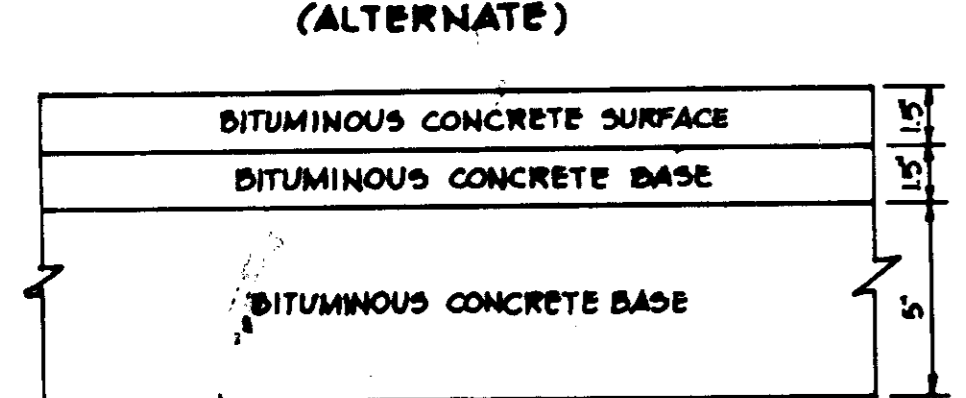 (ALTERNATE)
BITUMINOUS CONCRETE SURFACE
1.5"
BITUMINOUS CONCRETE BASE
1.5"
BITUMINOUS CONCRETE BASE
5"